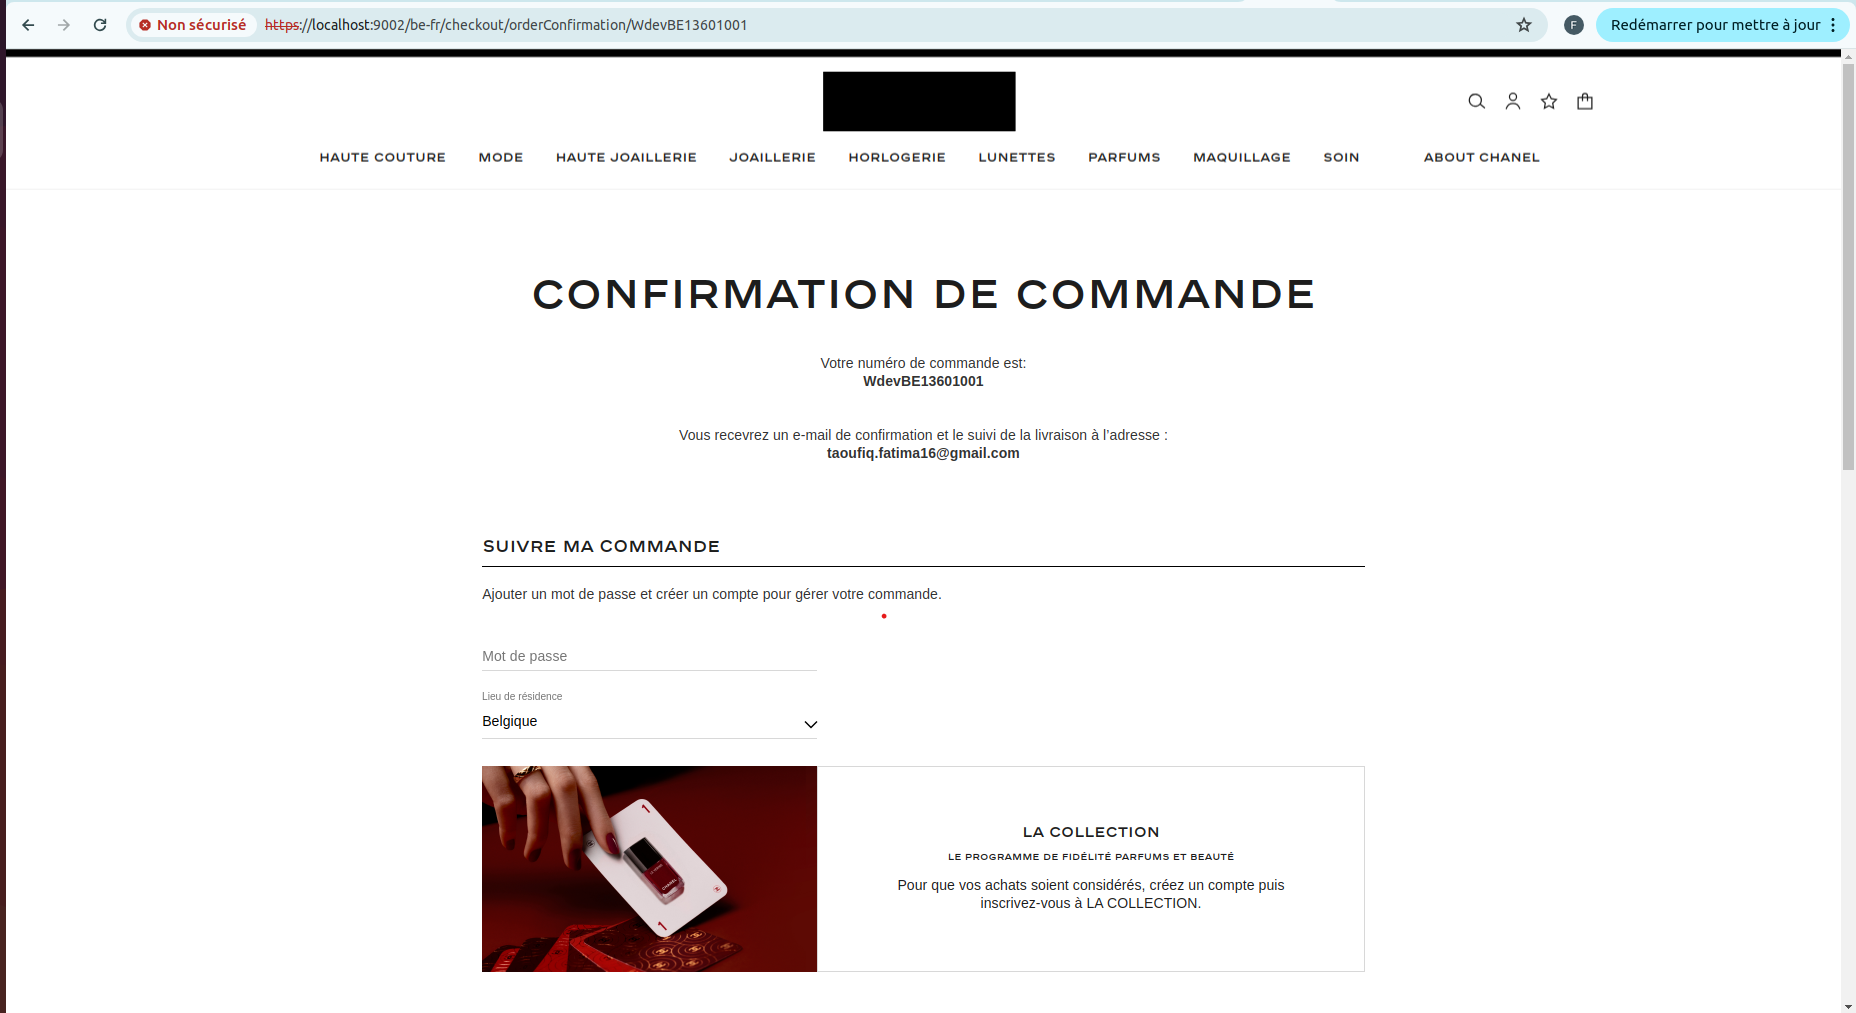 Non sécurisé https://localhost:9002/be-fr/checkout/orderConfirmation/WdevBE13601001 F Redémarrer pour mettre à jour
HAUTE COUTURE MODE HAUTE JOAILLERIE JOAILLERIE HORLOGERIE LUNETTES PARFUMS MAQUILLAGE SOIN ABOUT CHANEL
CONFIRMATION DE COMMANDE
Votre numéro de commande est:
WdevBE13601001
Vous recevrez un e-mail de confirmation et le suivi de la livraison à l’adresse :
taoufiq.fatima16@gmail.com
SUIVRE MA COMMANDE
Ajouter un mot de passe et créer un compte pour gérer votre commande.
Mot de passe
Lieu de résidence
Belgique
1
CHANEL
1
LA COLLECTION
LE PROGRAMME DE FIDÉLITÉ PARFUMS ET BEAUTÉ
Pour que vos achats soient considérés, créez un compte puis
inscrivez-vous à LA COLLECTION.